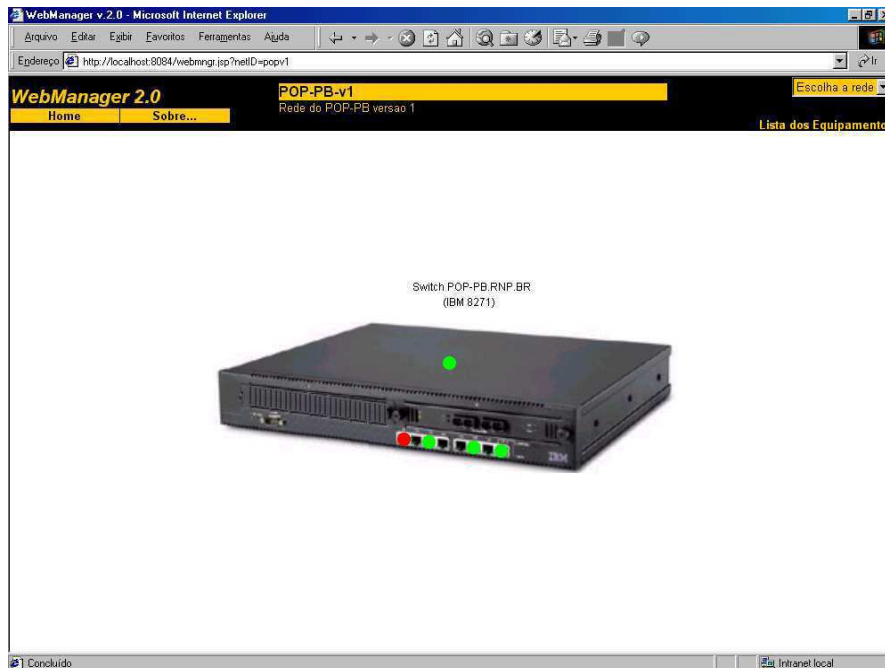 WebManager v.2.0 - Microsoft Internet Explorer
Arquivo Editar Exibir Favoritos Ferramentas Ajuda
Endereço http://localhost:8084/webmngr.jsp?netID=popv1 Ir
WebManager 2.0
Home Sobre...
POP-PB-v1
Rede do POP-PB versao 1
Escolha a rede
Lista dos Equipamento
Switch POP-PB.RNP.BR
(IBM 8271)
IBM
Concluído Intranet local